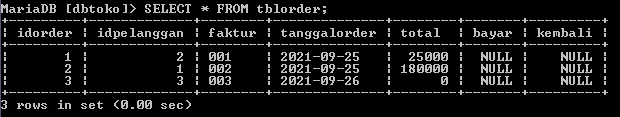 MariaDB [dbtoko]> SELECT * FROM tblorder;
+---------+-------------+--------+--------------+--------+-------+---------+
| idorder | idpelanggan | faktur | tanggalorder | total  | bayar | kembali |
+---------+-------------+--------+--------------+--------+-------+---------+
|       1 |           2 | 001    | 2021-09-25   |  25000 |  NULL |    NULL |
|       2 |           1 | 002    | 2021-09-25   | 180000 |  NULL |    NULL |
|       3 |           3 | 003    | 2021-09-26   |      0 |  NULL |    NULL |
+---------+-------------+--------+--------------+--------+-------+---------+
3 rows in set (0.00 sec)